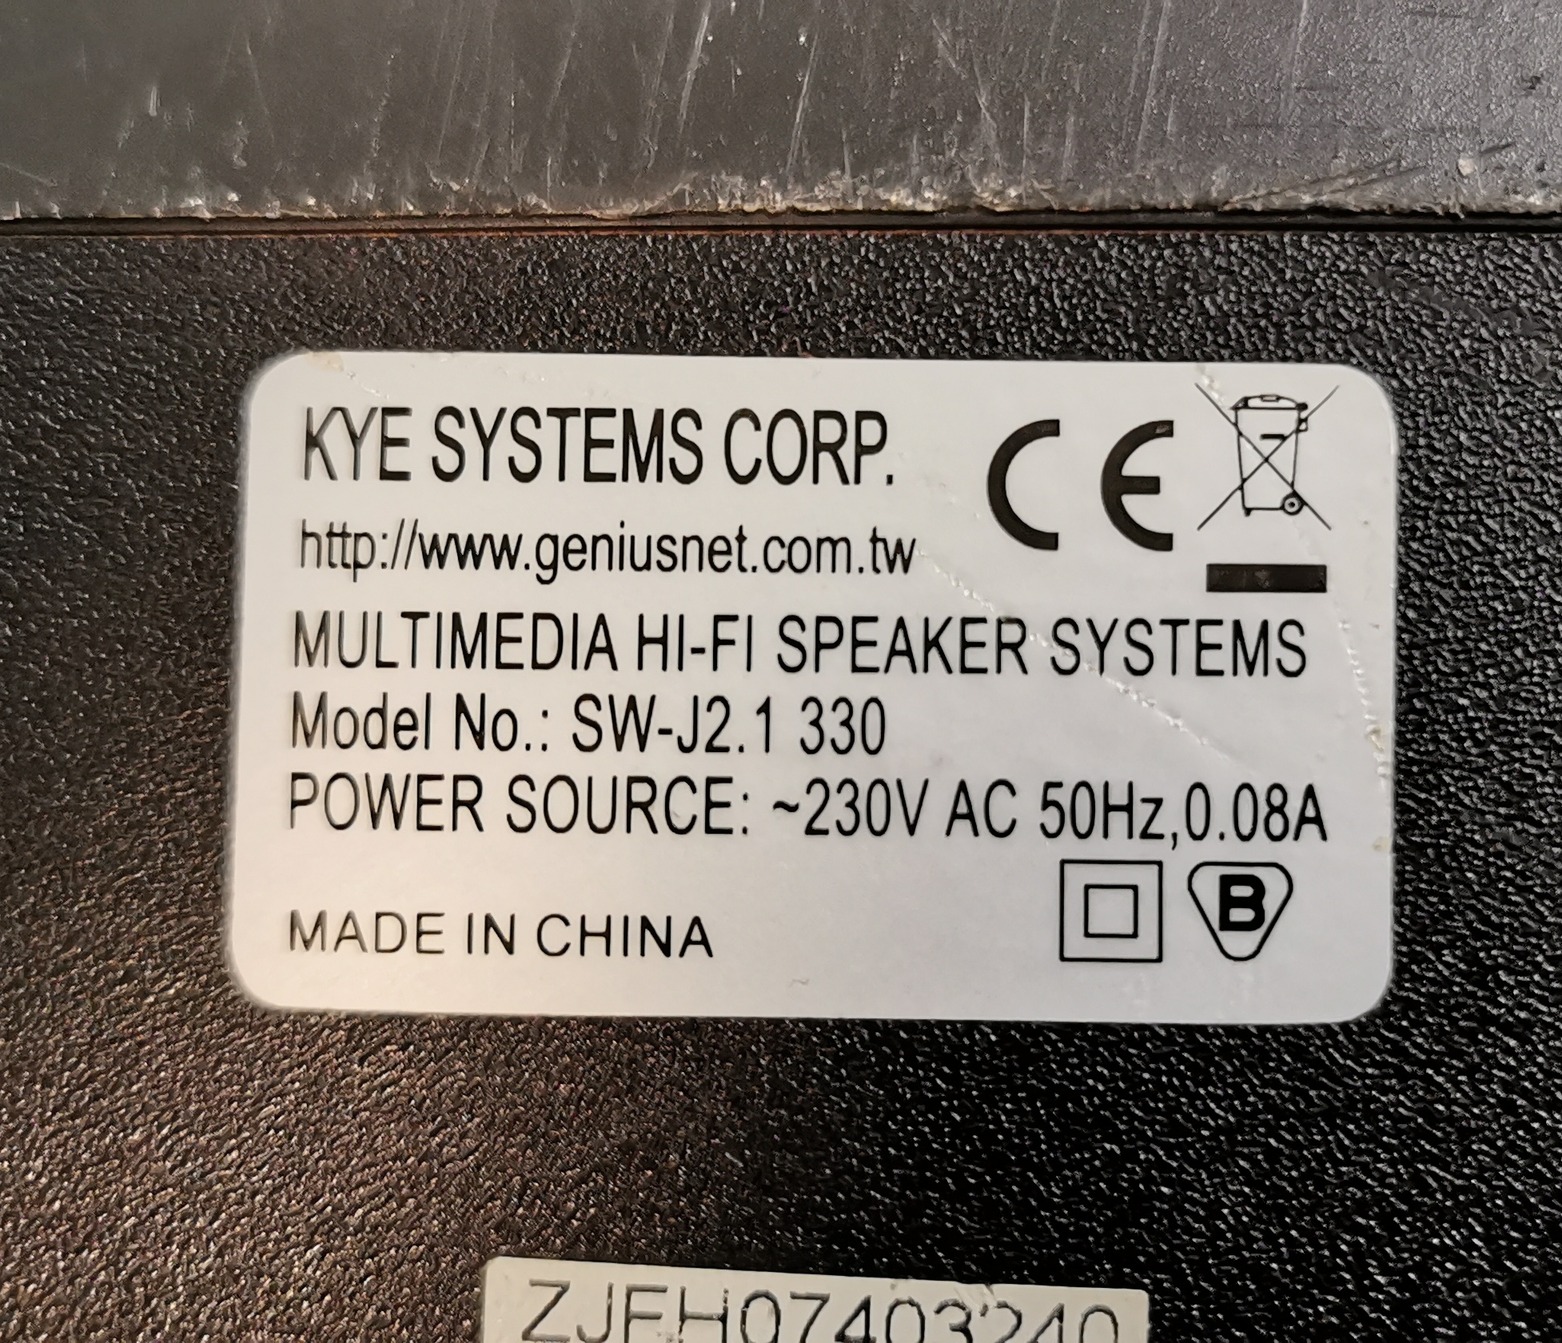 KYE SYSTEMS CORP.
CE
http://www.geniusnet.com.tw
MULTIMEDIA HI-FI SPEAKER SYSTEMS
Model No.: SW-J2.1 330
POWER SOURCE: ~230V AC 50Hz,0.08A
B
MADE IN CHINA
ZJFH07403240